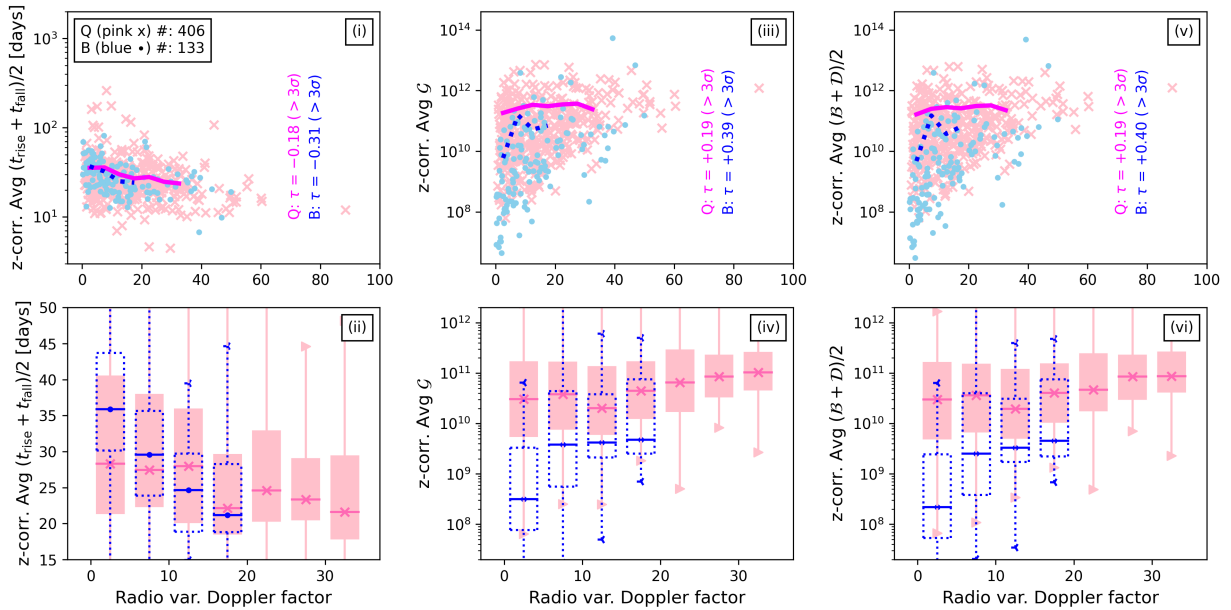 z-corr. Avg (t_rise + t_fall)/2 [days]
10³
10²
10¹
Q (pink x) #: 406
B (blue •) #: 133
(i)
Q: τ = −0.18 ( > 3σ)
B: τ = −0.31 ( > 3σ)
0 20 40 60 80 100
z-corr. Avg 𝒢
10¹⁴
10¹²
10¹⁰
10⁸
(iii)
Q: τ = +0.19 ( > 3σ)
B: τ = +0.39 ( > 3σ)
0 20 40 60 80 100
z-corr. Avg (ℬ + 𝒟)/2
10¹⁴
10¹²
10¹⁰
10⁸
(v)
Q: τ = +0.19 ( > 3σ)
B: τ = +0.40 ( > 3σ)
0 20 40 60 80 100
z-corr. Avg (t_rise + t_fall)/2 [days]
50
45
40
35
30
25
20
15
(ii)
0 10 20 30
Radio var. Doppler factor
z-corr. Avg 𝒢
10¹²
10¹¹
10¹⁰
10⁹
10⁸
(iv)
0 10 20 30
Radio var. Doppler factor
z-corr. Avg (ℬ + 𝒟)/2
10¹²
10¹¹
10¹⁰
10⁹
10⁸
(vi)
0 10 20 30
Radio var. Doppler factor